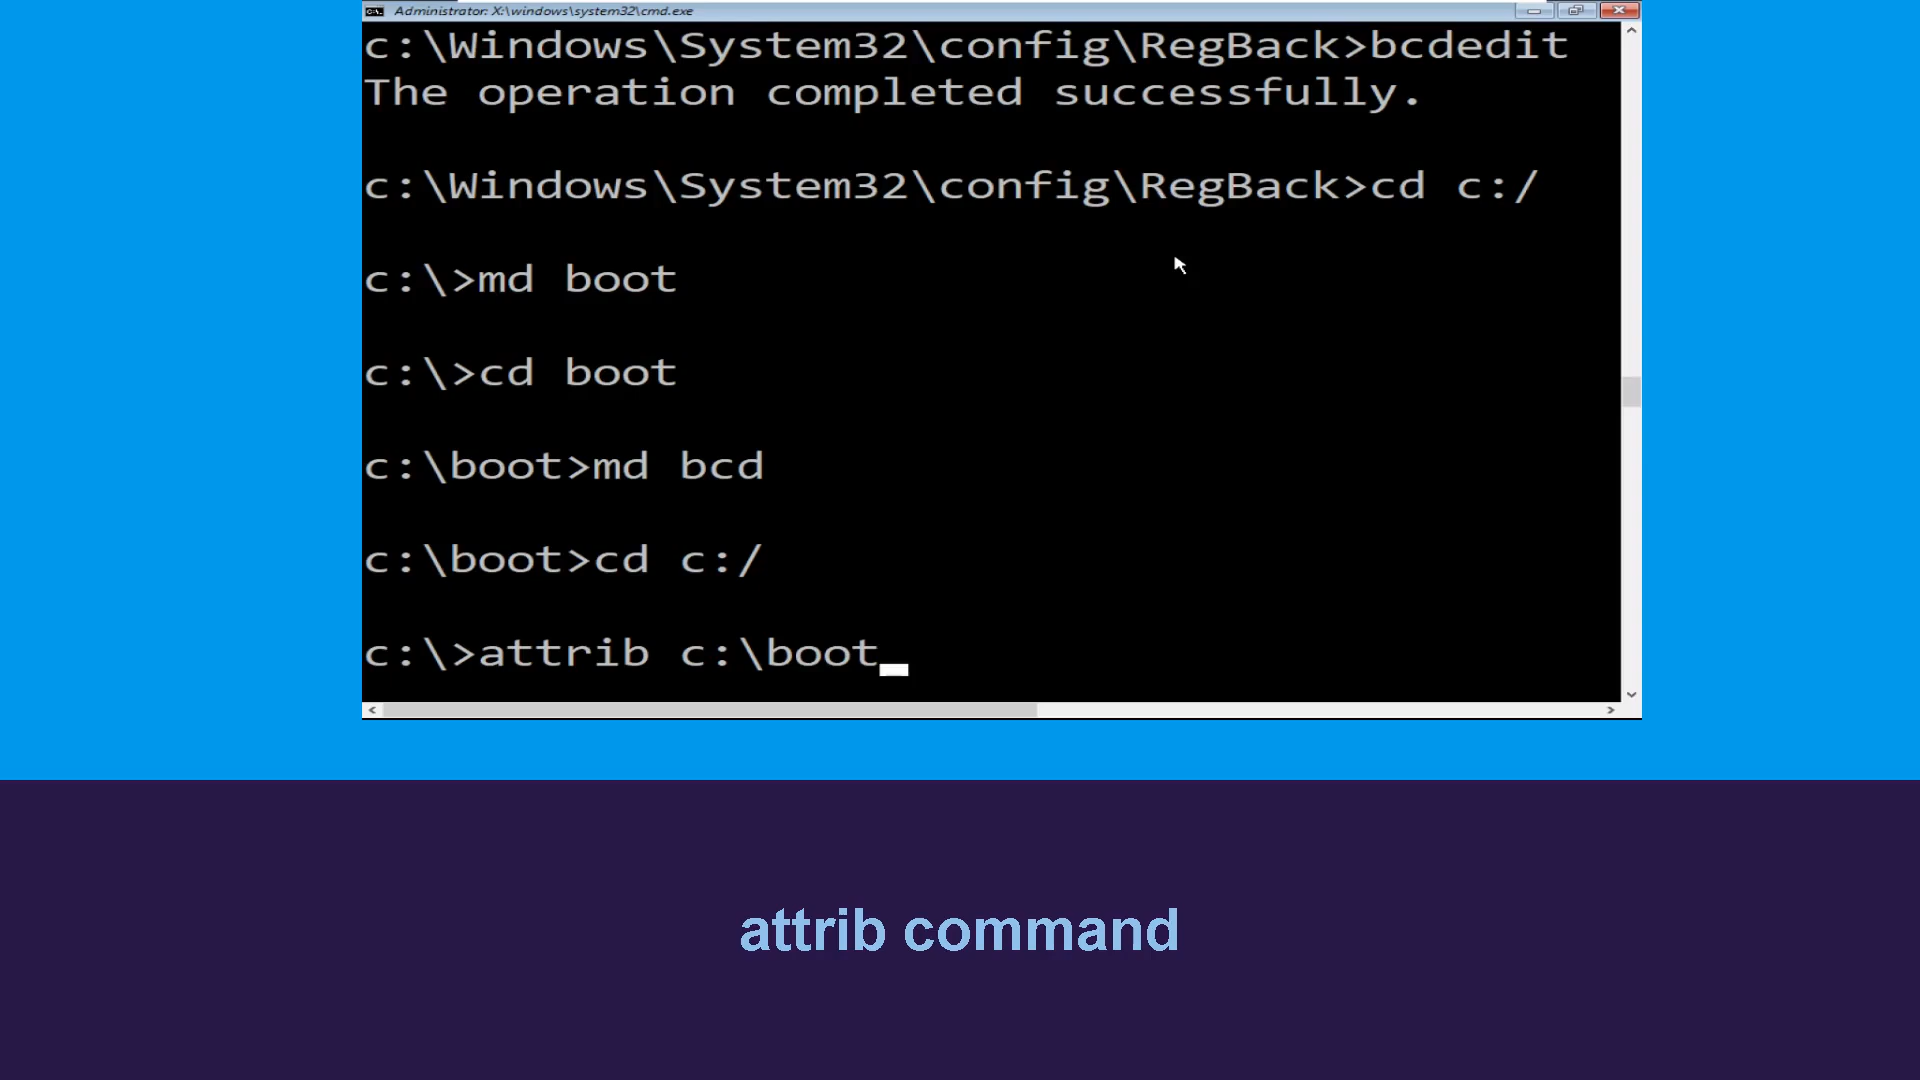 Administrator: X:\windows\system32\cmd.exe
c:\Windows\System32\config\RegBack>bcdedit
The operation completed successfully.
c:\Windows\System32\config\RegBack>cd c:/
c:\>md boot
c:\>cd boot
c:\boot>md bcd
c:\boot>cd c:/
c:\>attrib c:\boot
attrib command